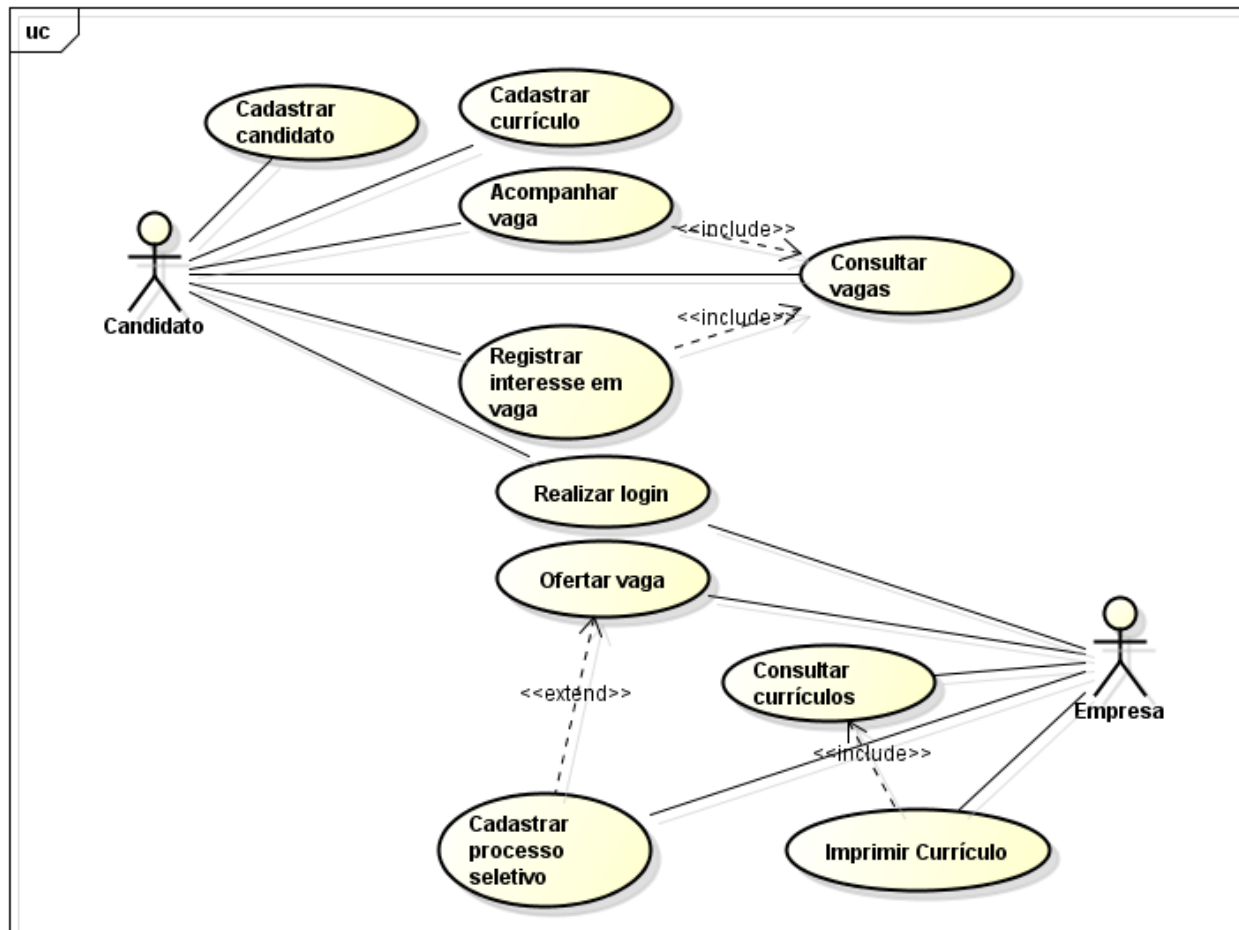 uc
Cadastrar
candidato
Cadastrar
currículo
Acompanhar
vaga
<<include>>
Consultar
vagas
Candidato
<<include>>
Registrar
interesse em
vaga
Realizar login
Ofertar vaga
Consultar
currículos
<<extend>>
Empresa
<<include>>
Cadastrar
processo
seletivo
Imprimir Currículo